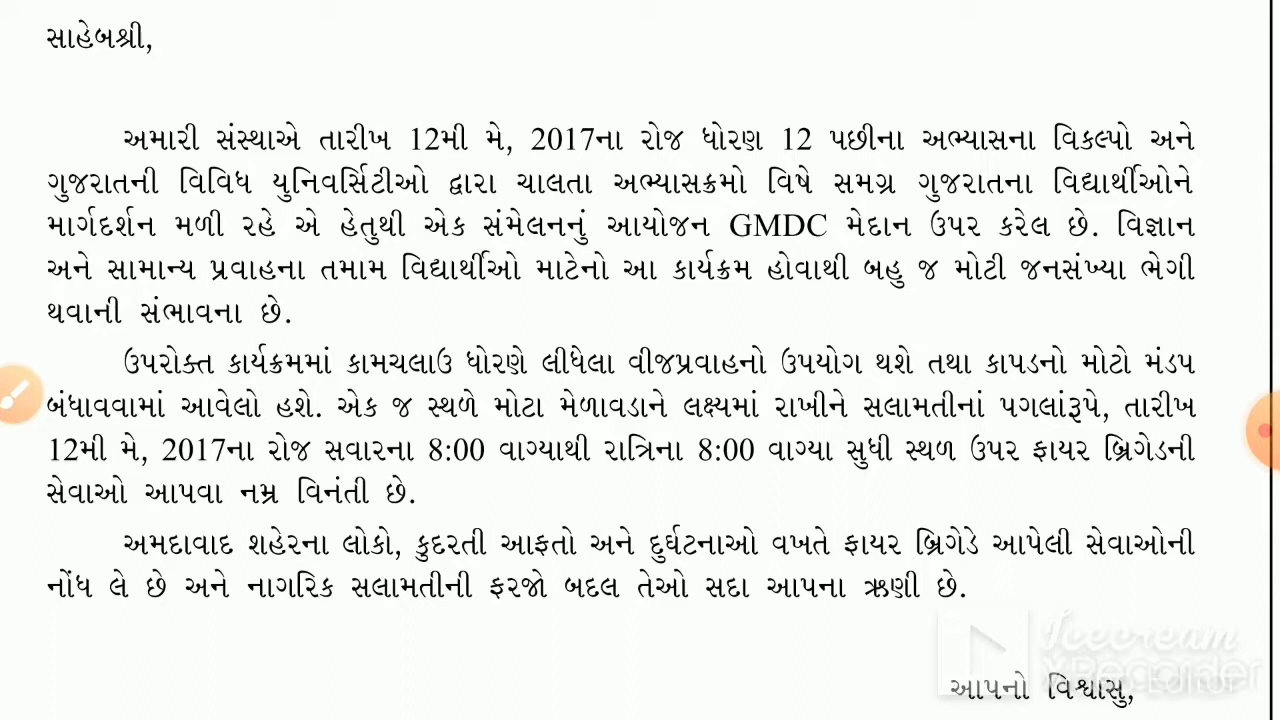 સાહેબશ્રી,
અમારી સંસ્થાએ તારીખ 12મી મે, 2017ના રોજ ધોરણ 12 પછીના અભ્યાસના વિકલ્પો અને
ગુજરાતની વિવિધ યુનિવર્સિટીઓ દ્વારા ચાલતા અભ્યાસક્રમો વિષે સમગ્ર ગુજરાતના વિદ્યાર્થીઓને
માર્ગદર્શન મળી રહે એ હેતુથી એક સંમેલનનું આયોજન GMDC મેદાન ઉપર કરેલ છે. વિજ્ઞાન
અને સામાન્ય પ્રવાહના તમામ વિદ્યાર્થીઓ માટેનો આ કાર્યક્રમ હોવાથી બહુ જ મોટી જનસંખ્યા ભેગી
થવાની સંભાવના છે.
ઉપરોક્ત કાર્યક્રમમાં કામચલાઉ ધોરણે લીધેલા વીજપ્રવાહનો ઉપયોગ થશે તથા કાપડનો મોટો મંડપ
બંધાવવામાં આવેલો હશે. એક જ સ્થળે મોટા મેળાવડાને લક્ષ્યમાં રાખીને સલામતીનાં પગલાંરૂપે, તારીખ
12મી મે, 2017ના રોજ સવારના 8:00 વાગ્યાથી રાત્રિના 8:00 વાગ્યા સુધી સ્થળ ઉપર ફાયર બ્રિગેડની
સેવાઓ આપવા નમ્ર વિનંતી છે.
અમદાવાદ શહેરના લોકો, કુદરતી આફતો અને દુર્ઘટનાઓ વખતે ફાયર બ્રિગેડે આપેલી સેવાઓની
નોંધ લે છે અને નાગરિક સલામતીની ફરજો બદલ તેઓ સદા આપના ઋણી છે.
Icecream
XRecorder
આપનો વિશ્વાસુ,
Editor